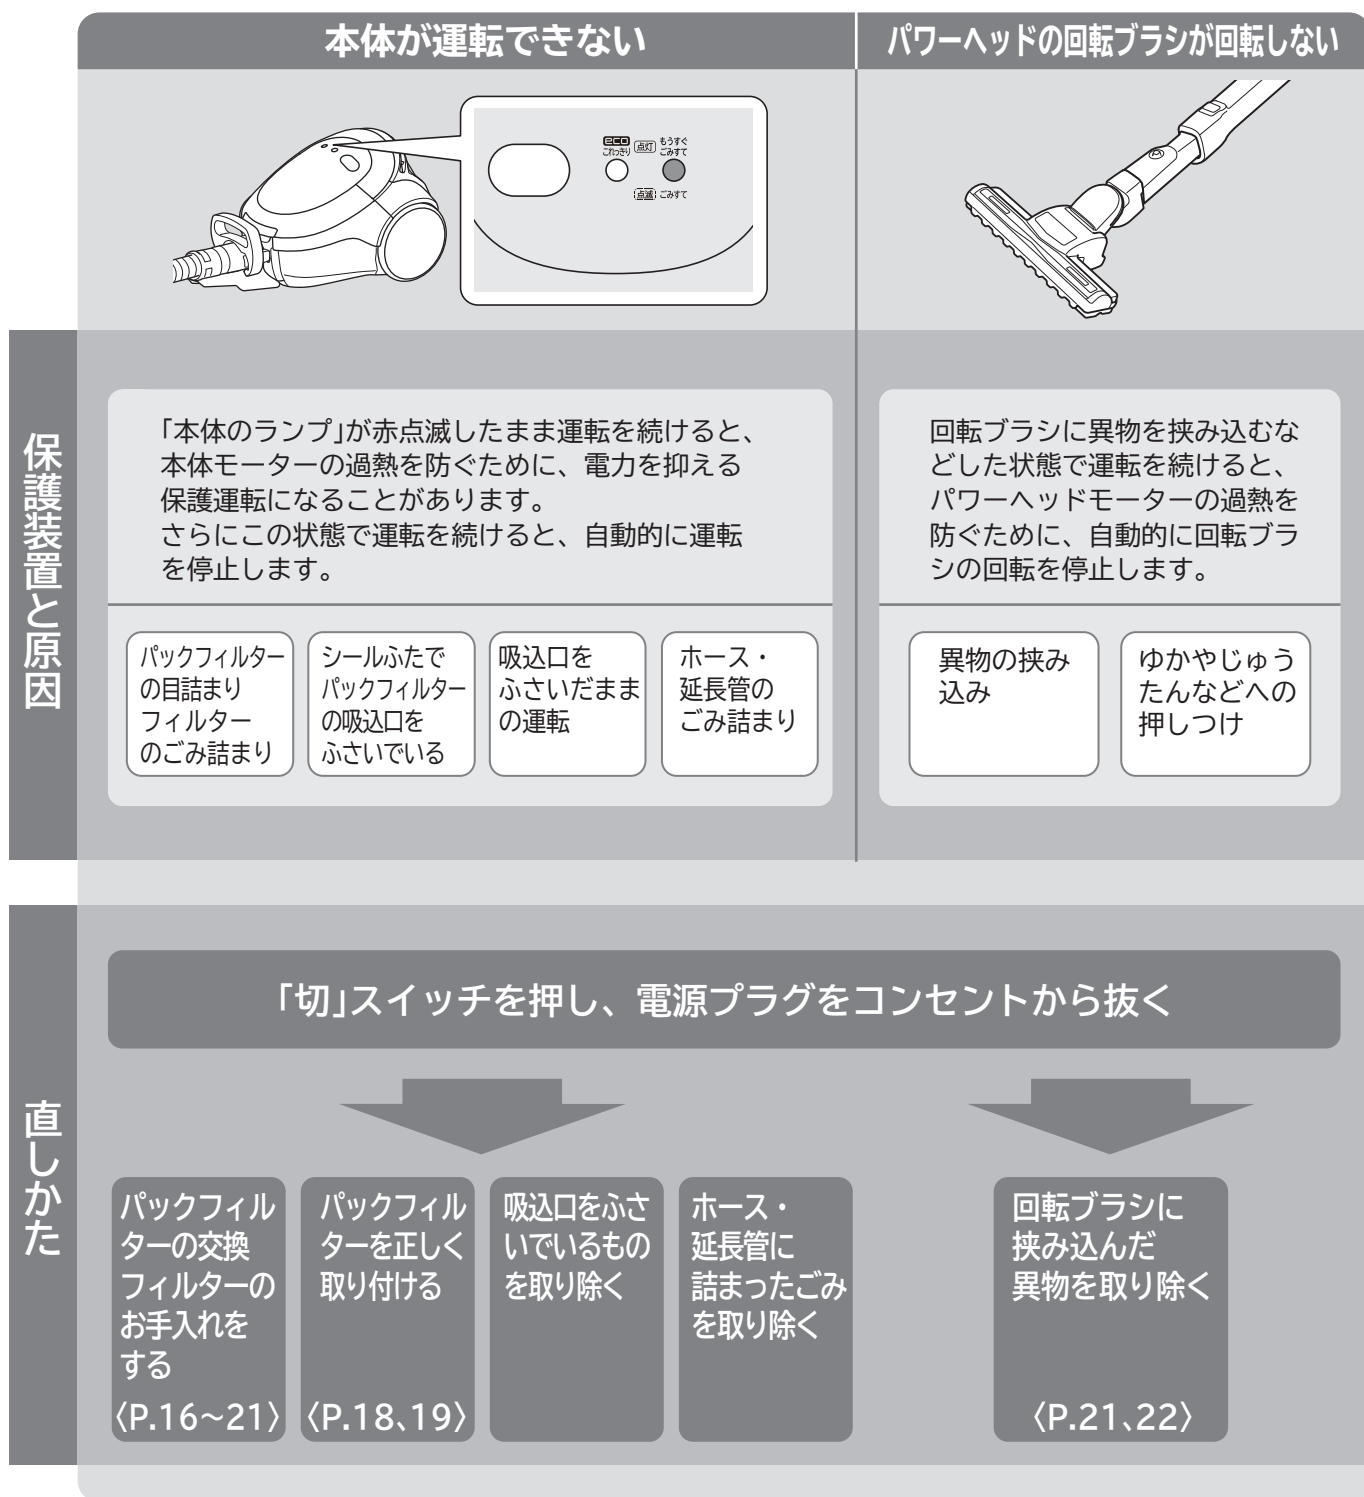 本体が運転できない
パワーヘッドの回転ブラシが回転しない
eco
これっきり
点灯
もうすぐ
ごみすて
点滅
ごみすて
保護装置と原因
「本体のランプ」が赤点滅したまま運転を続けると、
本体モーターの過熱を防ぐために、電力を抑える
保護運転になることがあります。
さらにこの状態で運転を続けると、自動的に運転
を停止します。
パックフィルター
の目詰まり
フィルター
のごみ詰まり
シールふたで
パックフィルター
の吸込口を
ふさいでいる
吸込口を
ふさいだまま
の運転
ホース・
延長管の
ごみ詰まり
回転ブラシに異物を挟み込むな
どした状態で運転を続けると、
パワーヘッドモーターの過熱を
防ぐために、自動的に回転ブラ
シの回転を停止します。
異物の挟み
込み
ゆかやじゅう
たんなどへの
押しつけ
直しかた
「切」スイッチを押し、電源プラグをコンセントから抜く
パックフィル
ターの交換
フィルターの
お手入れを
する
〈P.16~21〉
パックフィル
ターを正しく
取り付ける
〈P.18、19〉
吸込口をふさ
いでいるもの
を取り除く
ホース・
延長管に
詰まったごみ
を取り除く
回転ブラシに
挟み込んだ
異物を取り除く
〈P.21、22〉